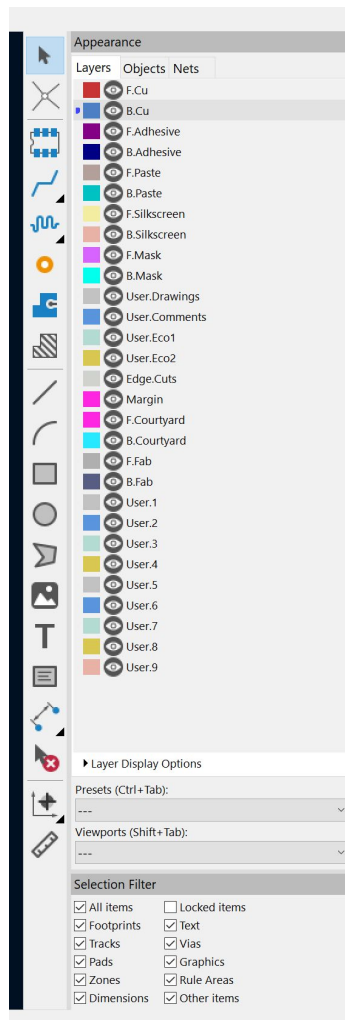 Appearance
Layers Objects Nets
F.Cu
B.Cu
F.Adhesive
B.Adhesive
F.Paste
B.Paste
F.Silkscreen
B.Silkscreen
F.Mask
B.Mask
User.Drawings
User.Comments
User.Eco1
User.Eco2
Edge.Cuts
Margin
F.Courtyard
B.Courtyard
F.Fab
B.Fab
User.1
User.2
User.3
User.4
User.5
User.6
User.7
User.8
User.9
Layer Display Options
Presets (Ctrl+Tab):
---
Viewports (Shift+Tab):
---
Selection Filter
All items Locked items
Footprints Text
Tracks Vias
Pads Graphics
Zones Rule Areas
Dimensions Other items